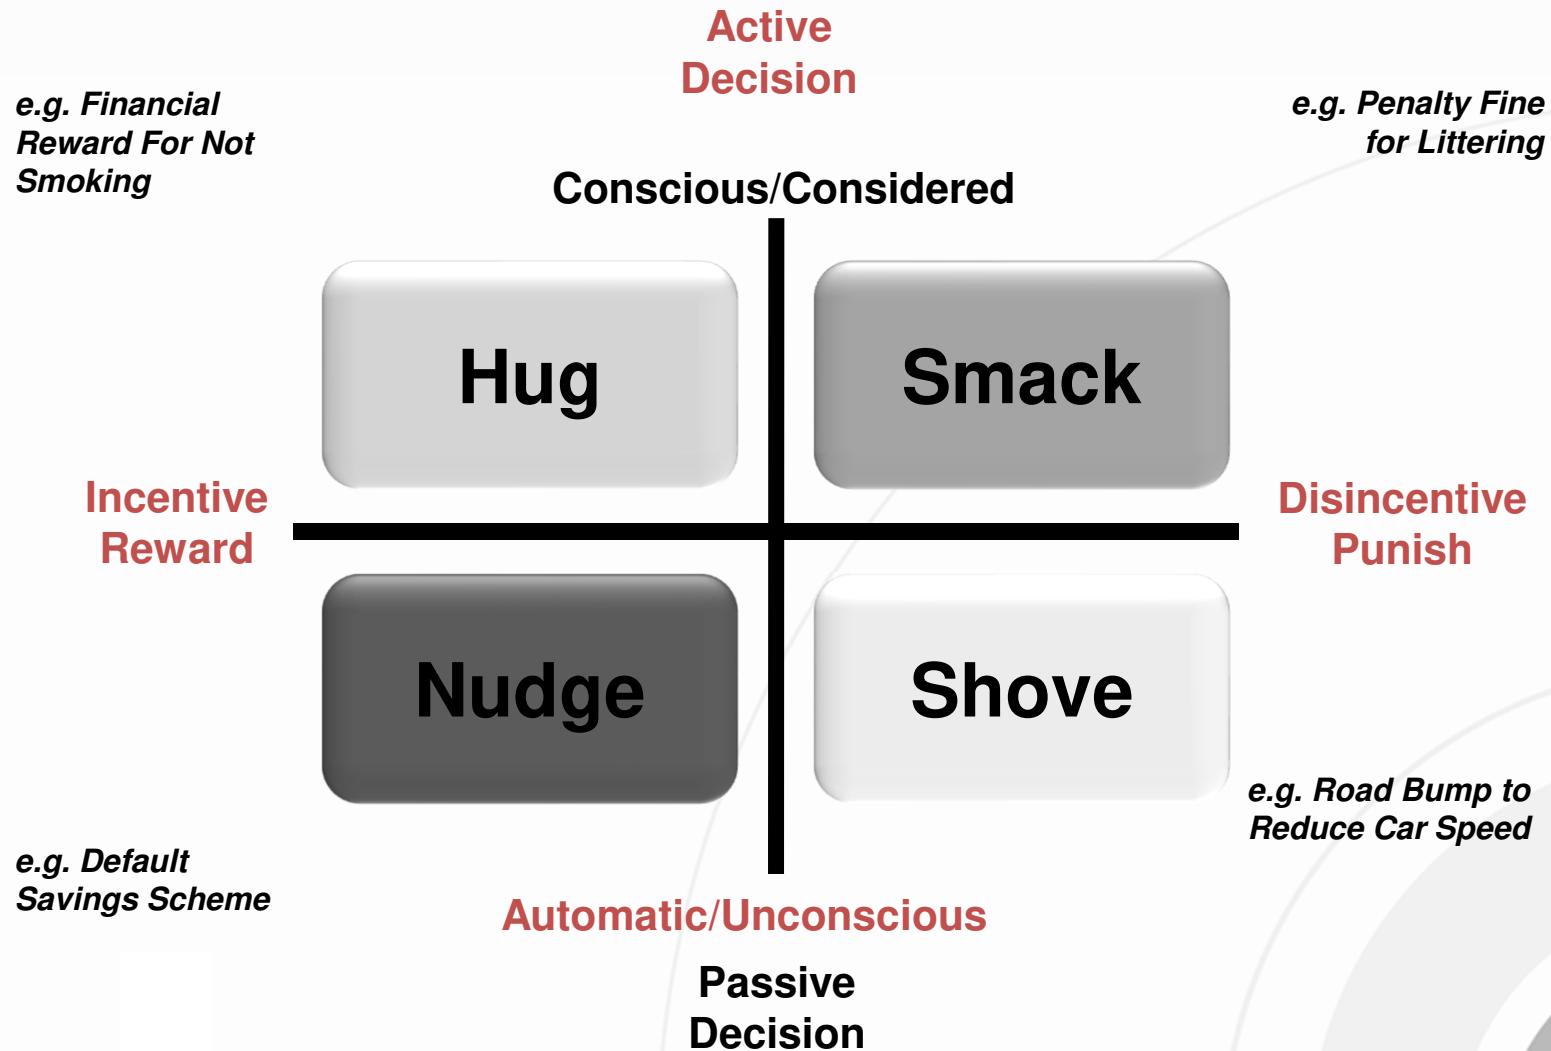 Active
Decision
e.g. Financial
Reward For Not
Smoking
e.g. Penalty Fine
for Littering
Conscious/Considered
Hug
Smack
Incentive
Reward
Disincentive
Punish
Nudge
Shove
e.g. Road Bump to
Reduce Car Speed
e.g. Default
Savings Scheme
Automatic/Unconscious
Passive
Decision